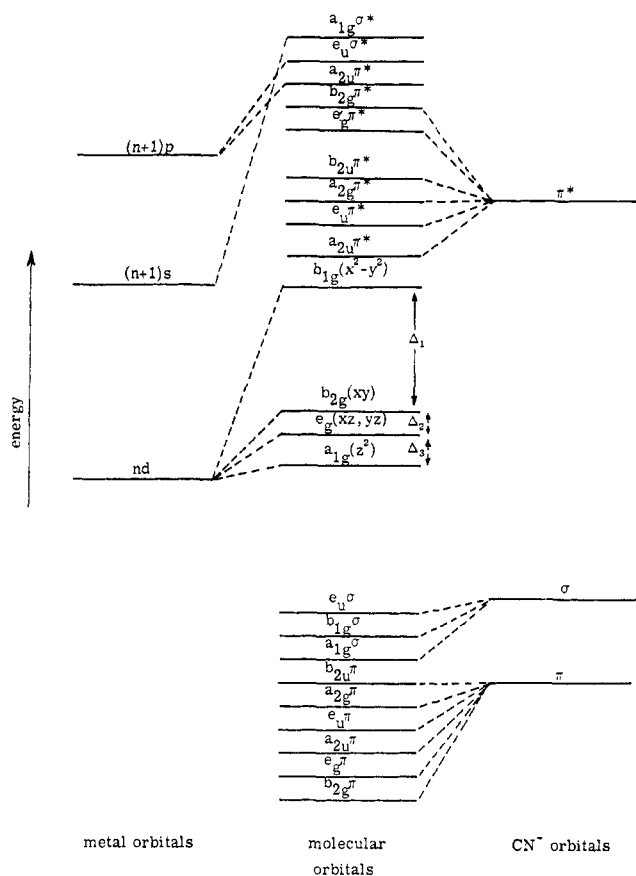 a₁gσ*
eᵤσ*
a₂ᵤπ*
b₂gπ*
egπ*
(n+1)p
b₂ᵤπ*
a₂gπ*
π*
eᵤπ*
a₂ᵤπ*
b₁g(x²-y²)
(n+1)s
Δ₁
energy
b₂g(xy)
eg(xz, yz)
Δ₂
a₁g(z²)
Δ₃
nd
eᵤσ
σ
b₁gσ
a₁gσ
b₂ᵤπ
π
a₂gπ
eᵤπ
a₂ᵤπ
egπ
b₂gπ
metal orbitals
molecular
orbitals
CN⁻ orbitals